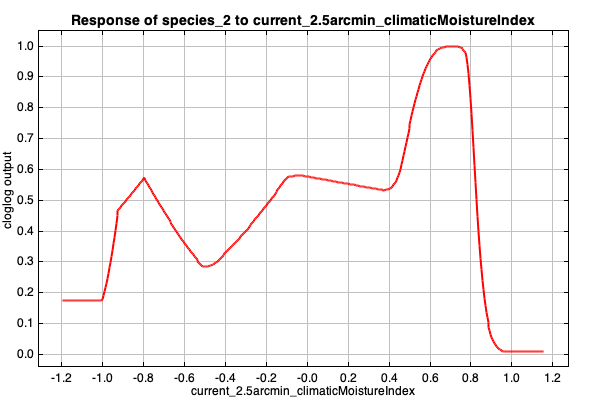 Response of species_2 to current_2.5arcmin_climaticMoistureIndex
cloglog output
1.0
0.9
0.8
0.7
0.6
0.5
0.4
0.3
0.2
0.1
0.0
-1.2 -1.0 -0.8 -0.6 -0.4 -0.2 -0.0 0.2 0.4 0.6 0.8 1.0 1.2
current_2.5arcmin_climaticMoistureIndex